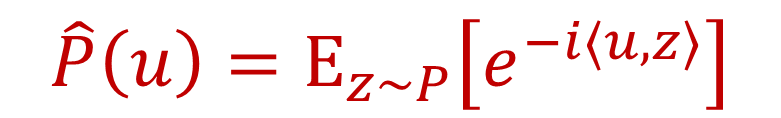 P̂(u) = E_{z∼P}[e^{−i⟨u,z⟩}]